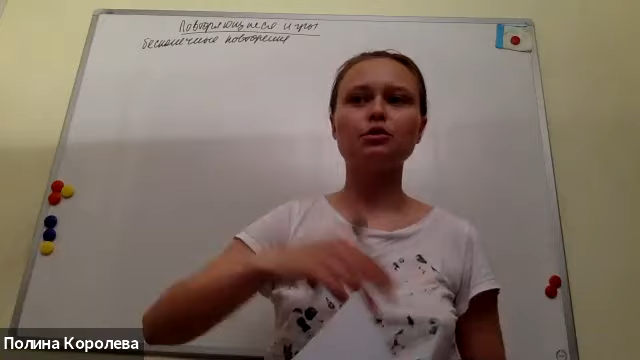 Повторяющиеся игры
бесконечные повторения
Полина Королева